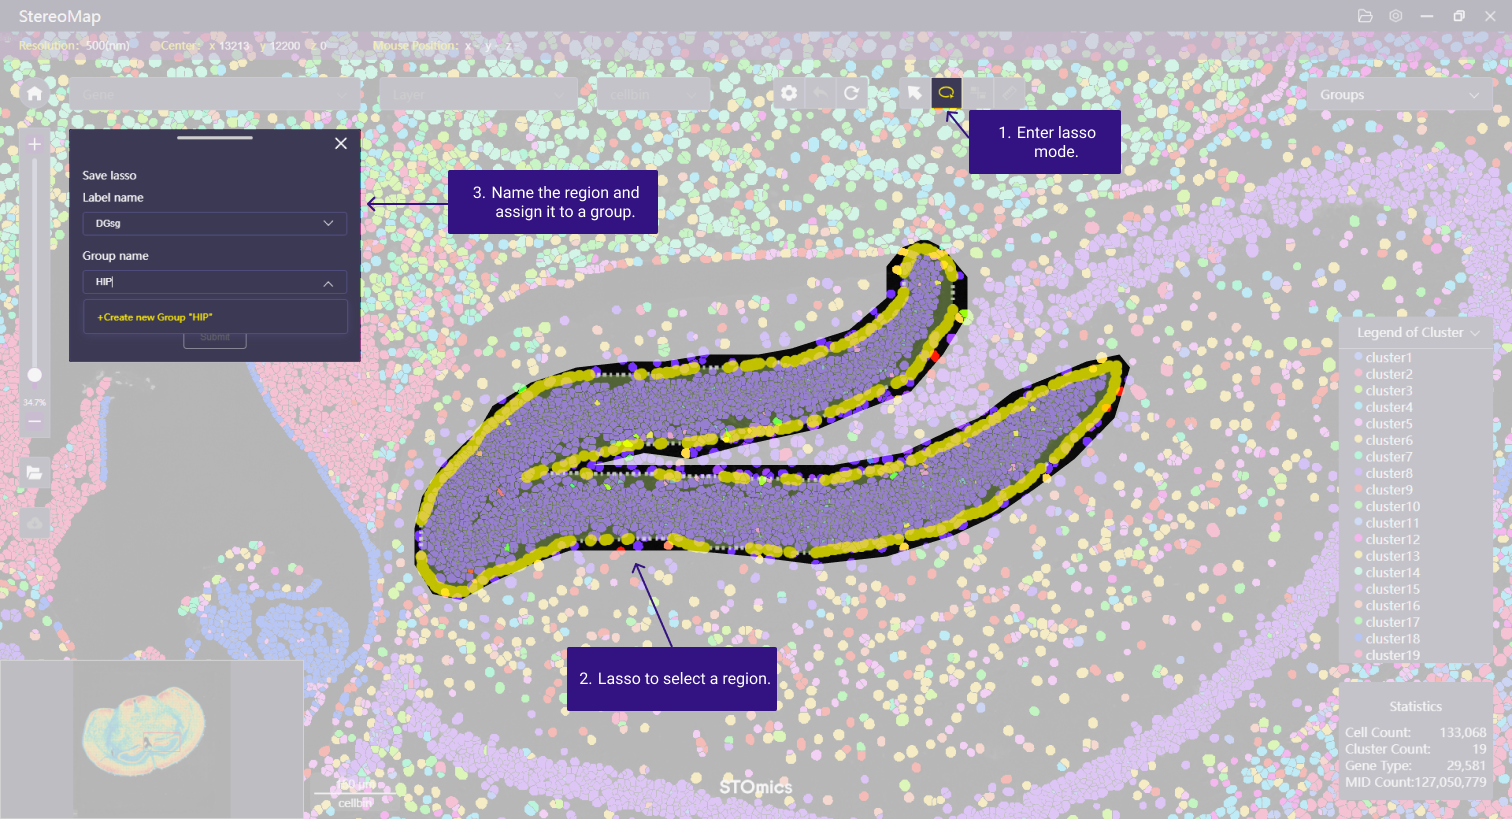 StereoMap
Resolution: 500(nm) Center: x 13213 y 12200 z 0 Mouse Position: x - y - z -
Gene
Layer
cellbin
Groups
1. Enter lasso
mode.
Save lasso
Label name
DGsg
Group name
HIP
+Create new Group "HIP"
Submit
3. Name the region and
assign it to a group.
34.7%
2. Lasso to select a region.
Legend of Cluster
cluster1
cluster2
cluster3
cluster4
cluster5
cluster6
cluster7
cluster8
cluster9
cluster10
cluster11
cluster12
cluster13
cluster14
cluster15
cluster16
cluster17
cluster18
cluster19
Statistics
Cell Count: 133,068
Cluster Count: 19
Gene Type: 29,581
MID Count:127,050,779
cellbin
STOmics